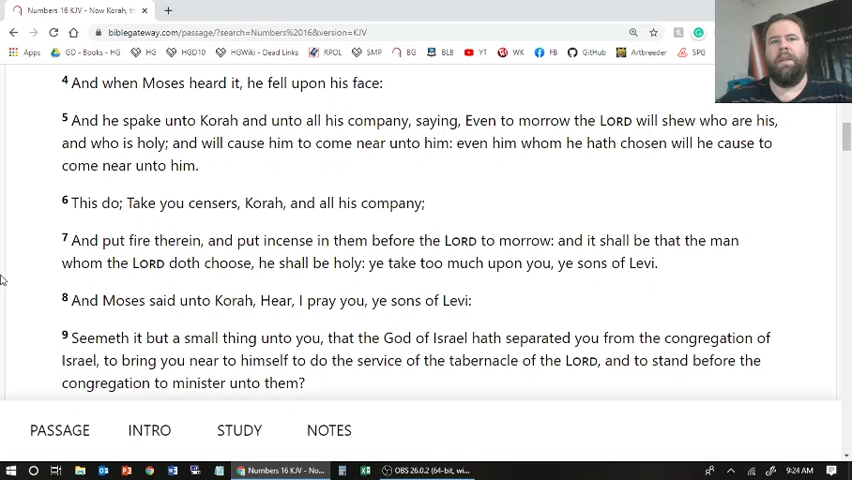 Numbers 16 KJV - Now Korah, th
biblegateway.com/passage/?search=Numbers%2016&version=KJV
Apps GD - Books - HG HG HGD10 HGWiki - Dead Links RPOL SMP BG BLB YT WK FB GitHub Artbreeder SPG
4 And when Moses heard it, he fell upon his face:
5 And he spake unto Korah and unto all his company, saying, Even to morrow the LORD will shew who are his,
and who is holy; and will cause him to come near unto him: even him whom he hath chosen will he cause to
come near unto him.
6 This do; Take you censers, Korah, and all his company;
7 And put fire therein, and put incense in them before the LORD to morrow: and it shall be that the man
whom the LORD doth choose, he shall be holy: ye take too much upon you, ye sons of Levi.
8 And Moses said unto Korah, Hear, I pray you, ye sons of Levi:
9 Seemeth it but a small thing unto you, that the God of Israel hath separated you from the congregation of
Israel, to bring you near to himself to do the service of the tabernacle of the LORD, and to stand before the
congregation to minister unto them?
PASSAGE INTRO STUDY NOTES
Numbers 16 KJV - No... OBS 26.0.2 (64-bit, wi... 9:24 AM